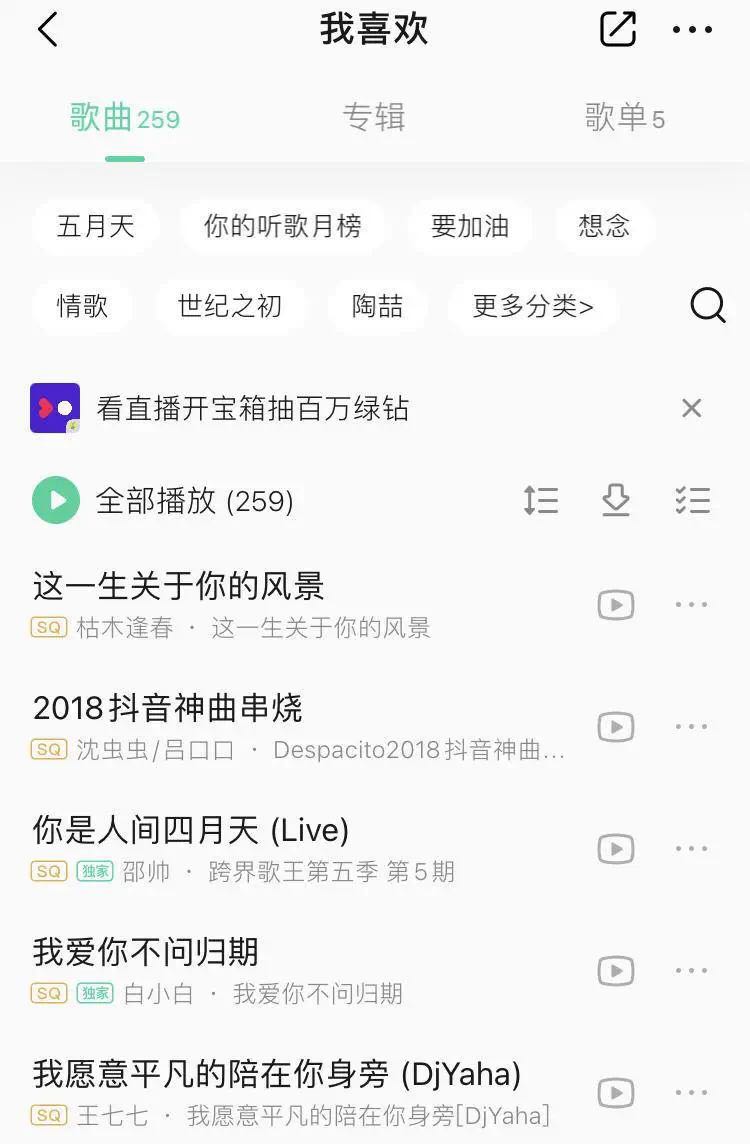 我喜欢
歌曲259 专辑 歌单5
五月天 你的听歌月榜 要加油 想念
情歌 世纪之初 陶喆 更多分类>
看直播开宝箱抽百万绿钻
全部播放 (259)
这一生关于你的风景
SQ 枯木逢春 · 这一生关于你的风景
2018抖音神曲串烧
SQ 沈虫虫/吕口口 · Despacito2018抖音神曲...
你是人间四月天 (Live)
SQ 独家 邵帅 · 跨界歌王第五季 第5期
我爱你不问归期
SQ 独家 白小白 · 我爱你不问归期
我愿意平凡的陪在你身旁 (DjYaha)
SQ 王七七 · 我愿意平凡的陪在你身旁[DjYaha]